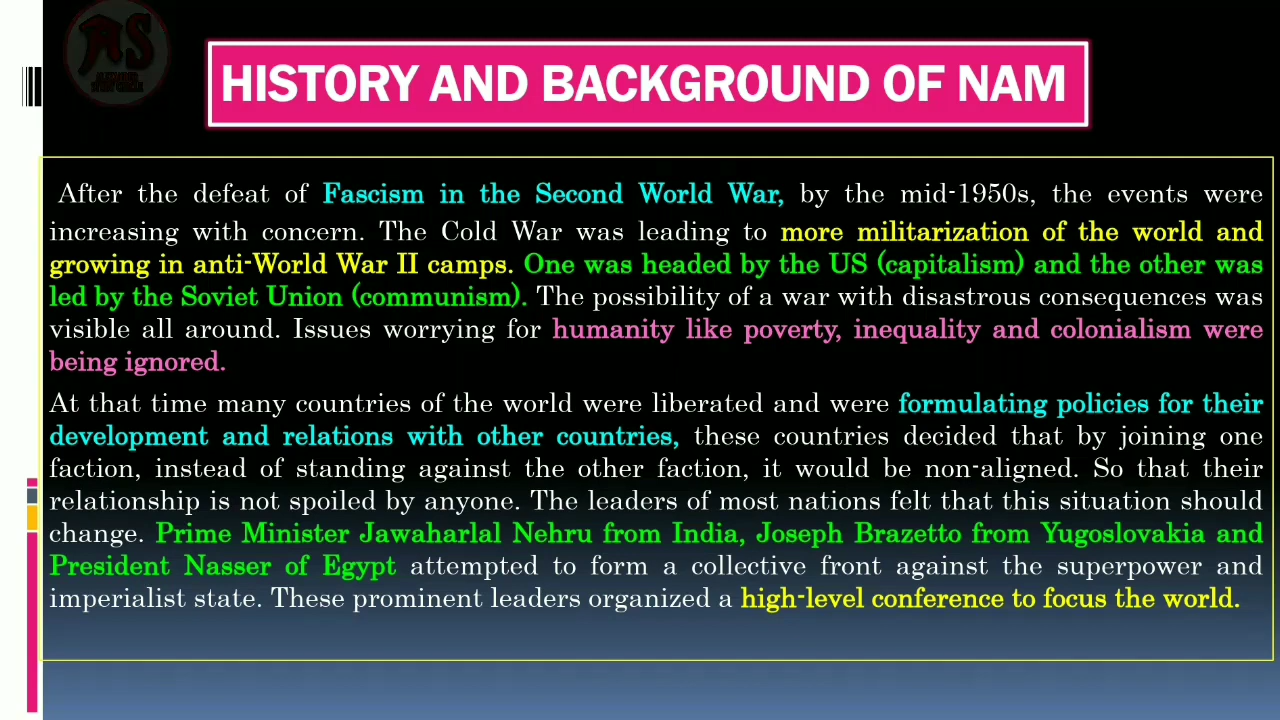 AS
HISTORY AND BACKGROUND OF NAM
After the defeat of Fascism in the Second World War, by the mid-1950s, the events were
increasing with concern. The Cold War was leading to more militarization of the world and
growing in anti-World War II camps. One was headed by the US (capitalism) and the other was
led by the Soviet Union (communism). The possibility of a war with disastrous consequences was
visible all around. Issues worrying for humanity like poverty, inequality and colonialism were
being ignored.
At that time many countries of the world were liberated and were formulating policies for their
development and relations with other countries, these countries decided that by joining one
faction, instead of standing against the other faction, it would be non-aligned. So that their
relationship is not spoiled by anyone. The leaders of most nations felt that this situation should
change. Prime Minister Jawaharlal Nehru from India, Joseph Brazetto from Yugoslovakia and
President Nasser of Egypt attempted to form a collective front against the superpower and
imperialist state. These prominent leaders organized a high-level conference to focus the world.